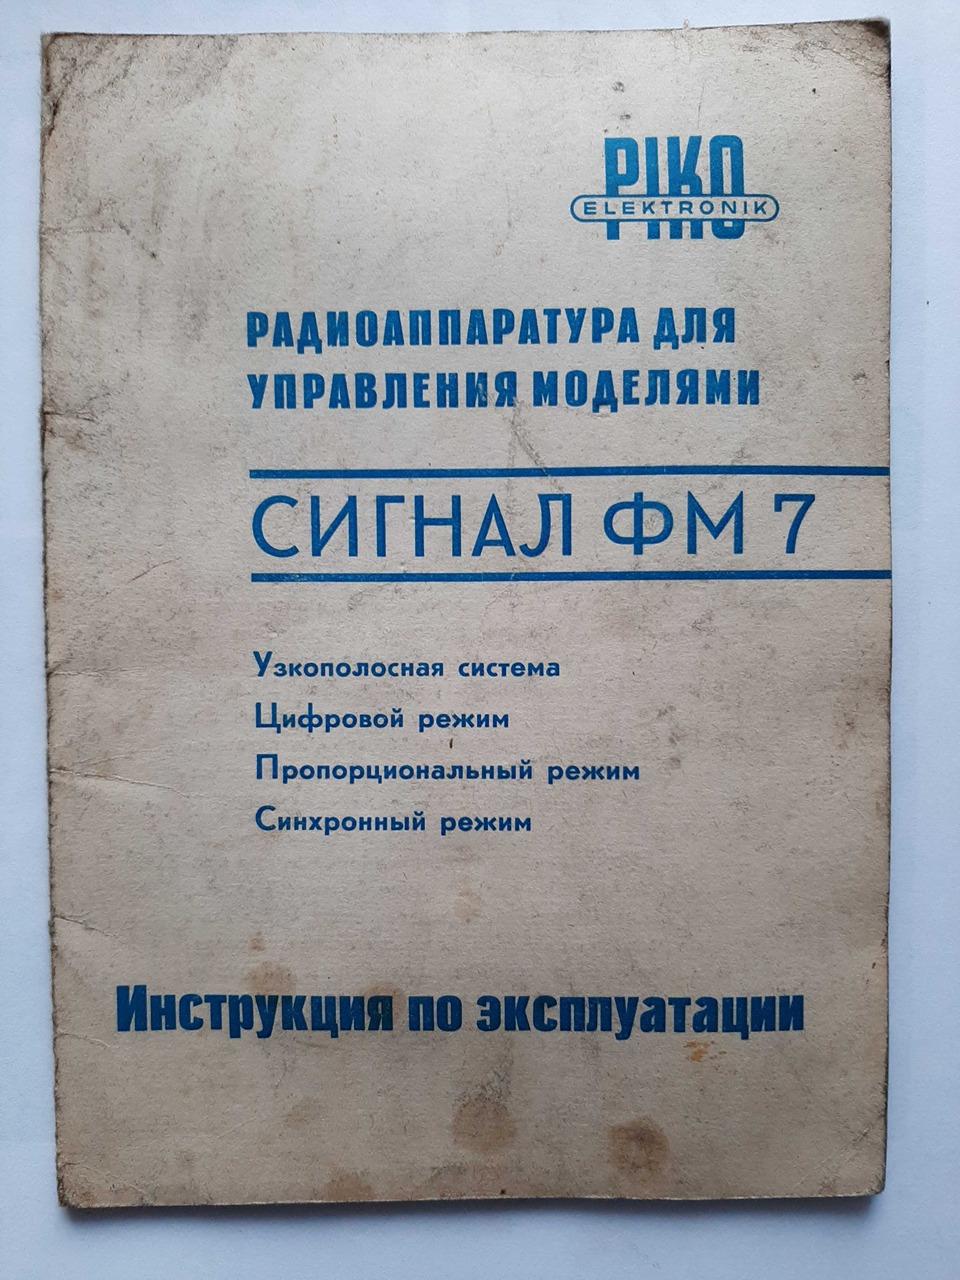 PIKO
ELEKTRONIK
РАДИОАППАРАТУРА ДЛЯ
УПРАВЛЕНИЯ МОДЕЛЯМИ
СИГНАЛ ФМ 7
Узкополосная система
Цифровой режим
Пропорциональный режим
Синхронный режим
Инструкция по эксплуатации